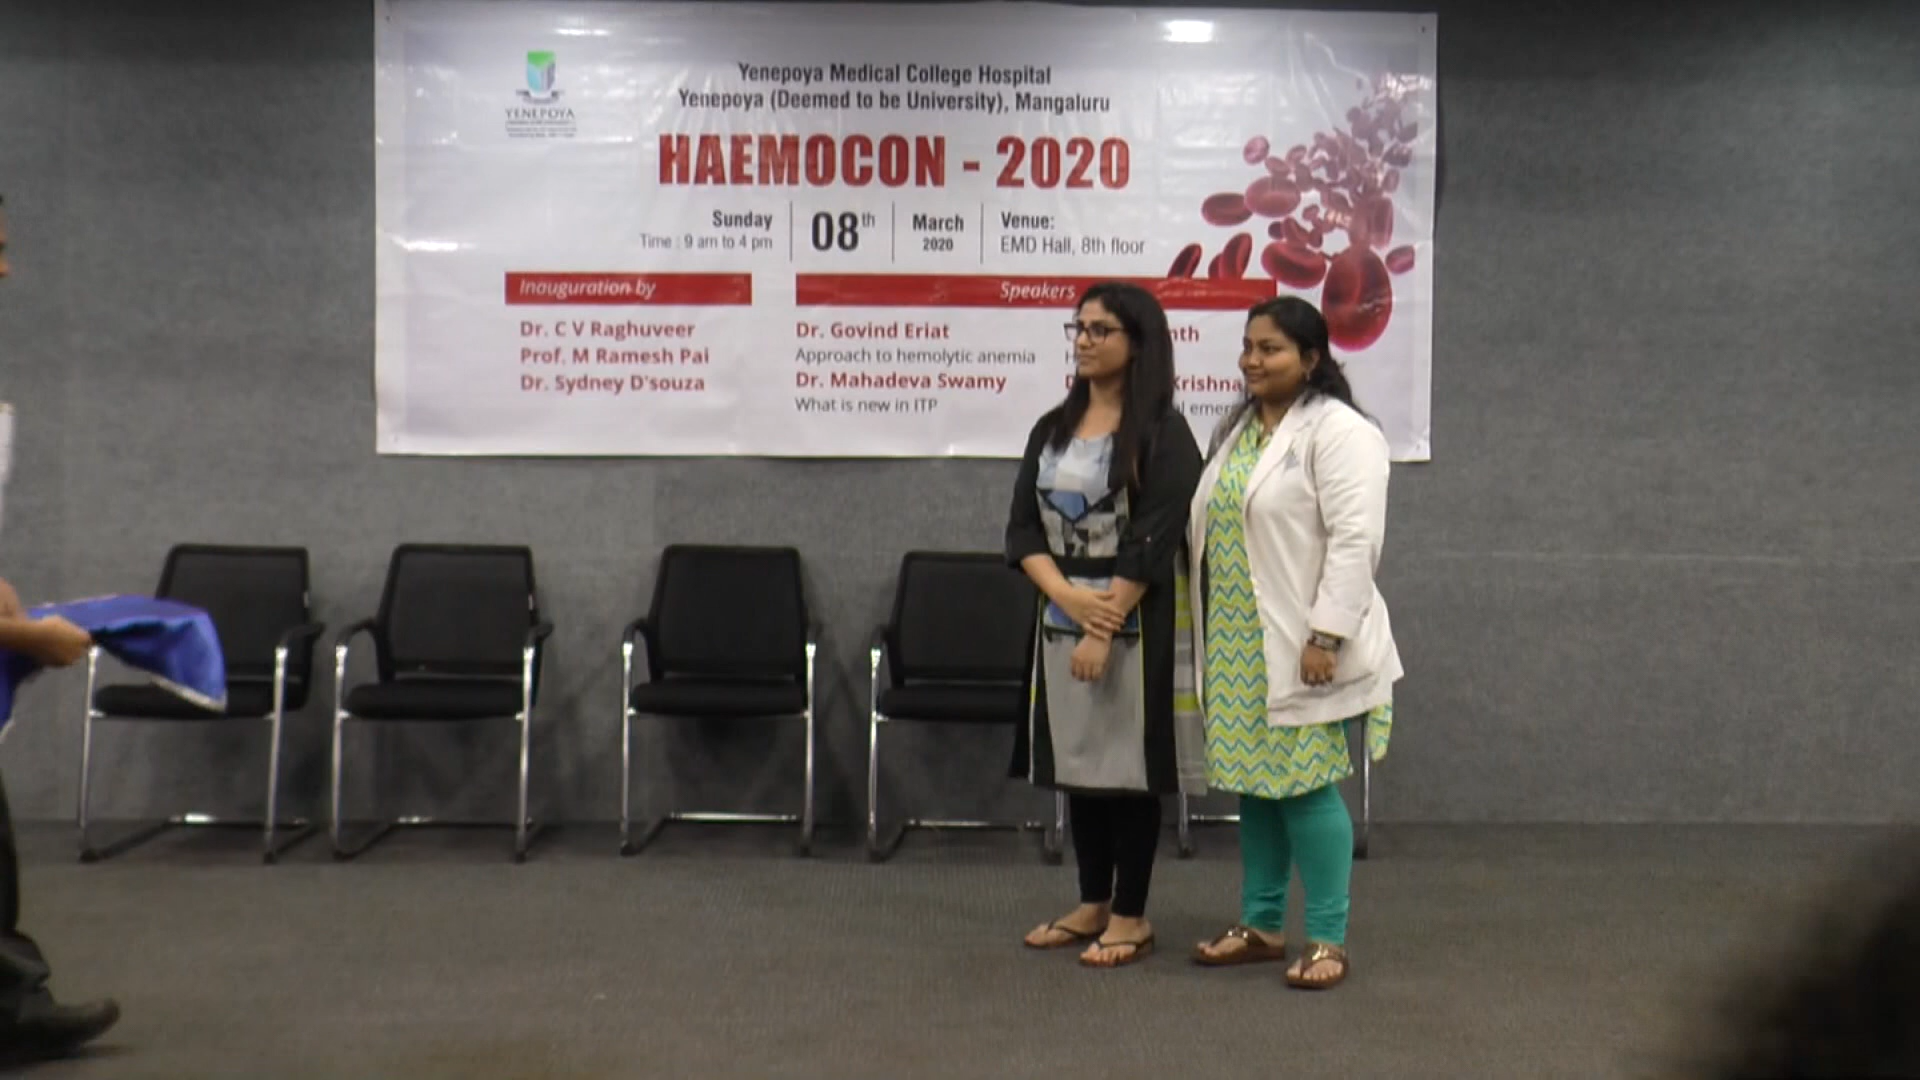 YENEPOYA
Yenepoya Medical College Hospital
Yenepoya (Deemed to be University), Mangaluru
HAEMOCON - 2020
Sunday
Time : 9 am to 4 pm
08th
March
2020
Venue:
EMD Hall, 8th floor
Inauguration by
Dr. C V Raghuveer
Prof. M Ramesh Pai
Dr. Sydney D'souza
Speakers
Dr. Govind Eriat
Approach to hemolytic anemia
Dr. Mahadeva Swamy
What is new in ITP
Krishna